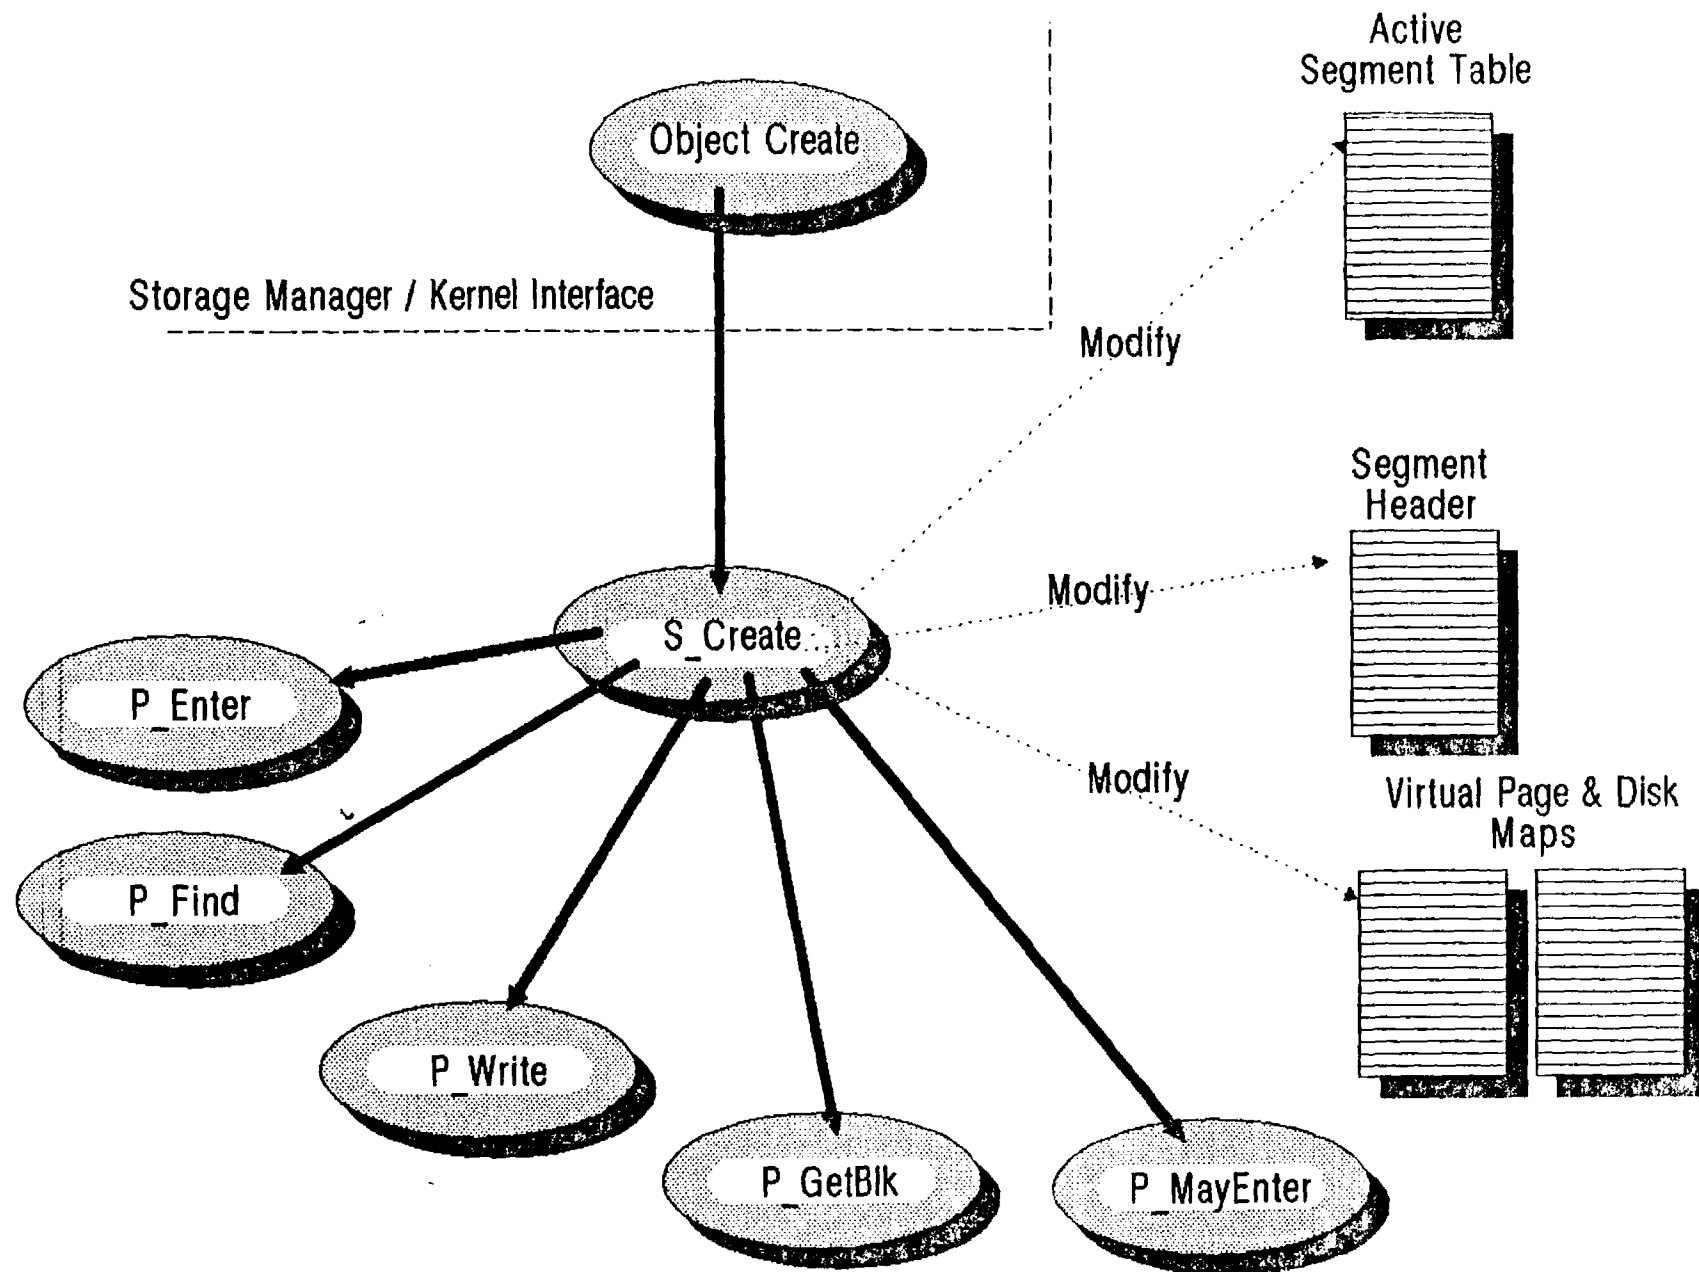 Active
Segment Table
Object Create
Storage Manager / Kernel Interface
Modify
Segment
Header
Modify
S_Create
P_Enter
Modify
Virtual Page & Disk
Maps
P_Find
P_Write
P_GetBlk
P_MayEnter